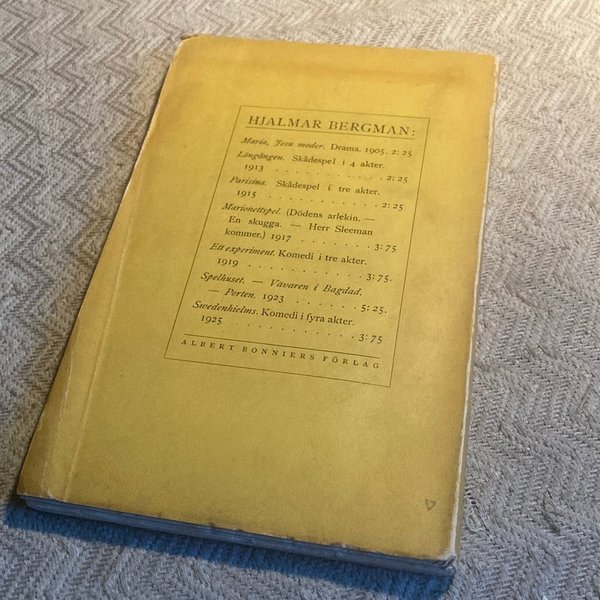 HJALMAR BERGMAN:
Maria, Jesu moder. Drama. 1905. 2: 25
Löngången. Skådespel i 4 akter.
1913 . . . . . . . . . . . 2: 25
Parisina. Skådespel i tre akter.
1915 . . . . . . . . . . . 2: 25
Marionettspel. (Dödens arlekin. —
En skugga. — Herr Sleeman
kommer.) 1917 . . . . . . 3: 75
Ett experiment. Komedi i tre akter.
1919 . . . . . . . . . . . 3: 75.
Spelhuset. — Vävaren i Bagdad.
— Porten. 1923 . . . . . 5: 25.
Swedenhielms. Komedi i fyra akter.
1925 . . . . . . . . . . . 3: 75
ALBERT BONNIERS FÖRLAG